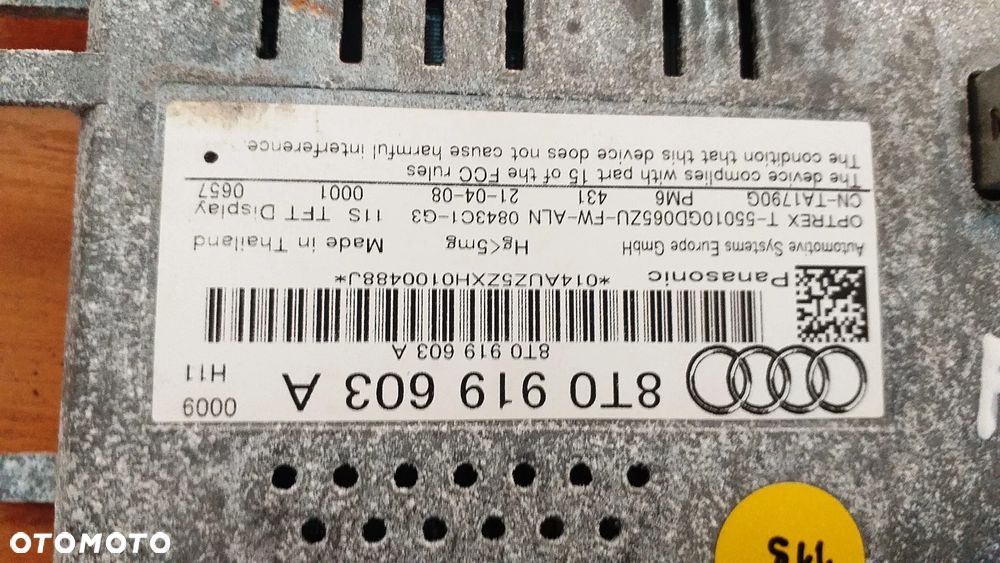 8T0 919 603 A
0009
H11
8T0 919 603 A
*014AUZ5ZXH0100488J*
Panasonic
Automotive Systems Europe GmbH Hg<5mg Made in Thailand
OPTREX T-55010GD065ZU-FW-ALN 0843C1-G3 11S TFT Display
CN-TA1790G PM6 431 21-04-08 0001 0657
The device complies with part 15 of the FCC rules
The condition that this device does not cause harmful interference.
OTOMOTO